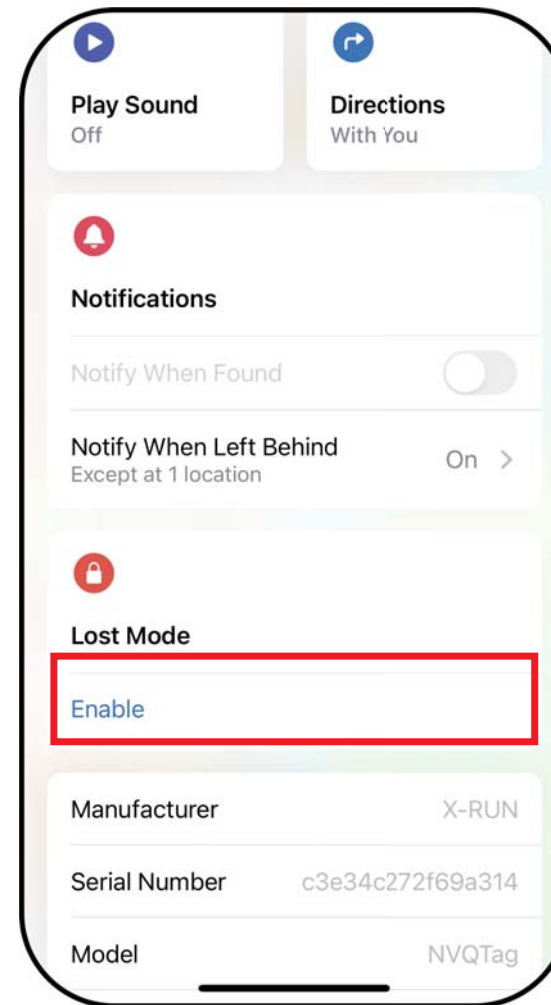 Play Sound
Off
Directions
With You
Notifications
Notify When Found
Notify When Left Behind
Except at 1 location
On
Lost Mode
Enable
Manufacturer
X-RUN
Serial Number
c3e34c272f69a314
Model
NVQTag